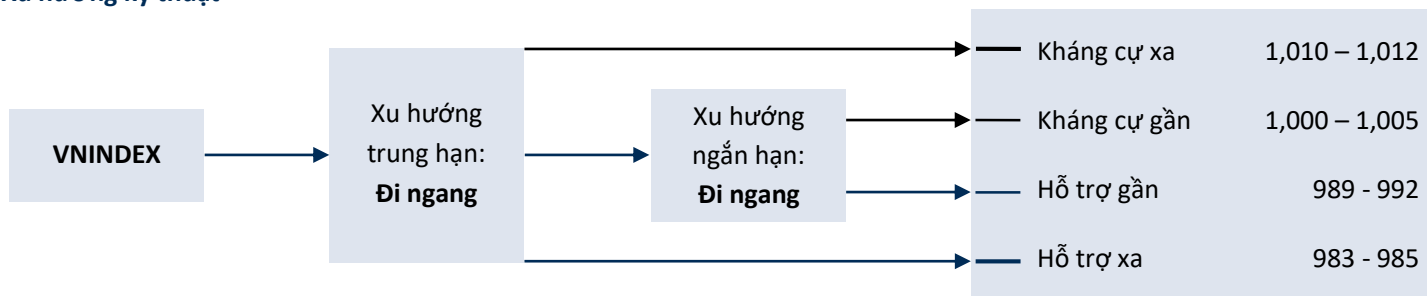 VNINDEX
Xu hướng
trung hạn:
Đi ngang
Xu hướng
ngắn hạn:
Đi ngang
Kháng cự xa 1,010 – 1,012
Kháng cự gần 1,000 – 1,005
Hỗ trợ gần 989 - 992
Hỗ trợ xa 983 - 985